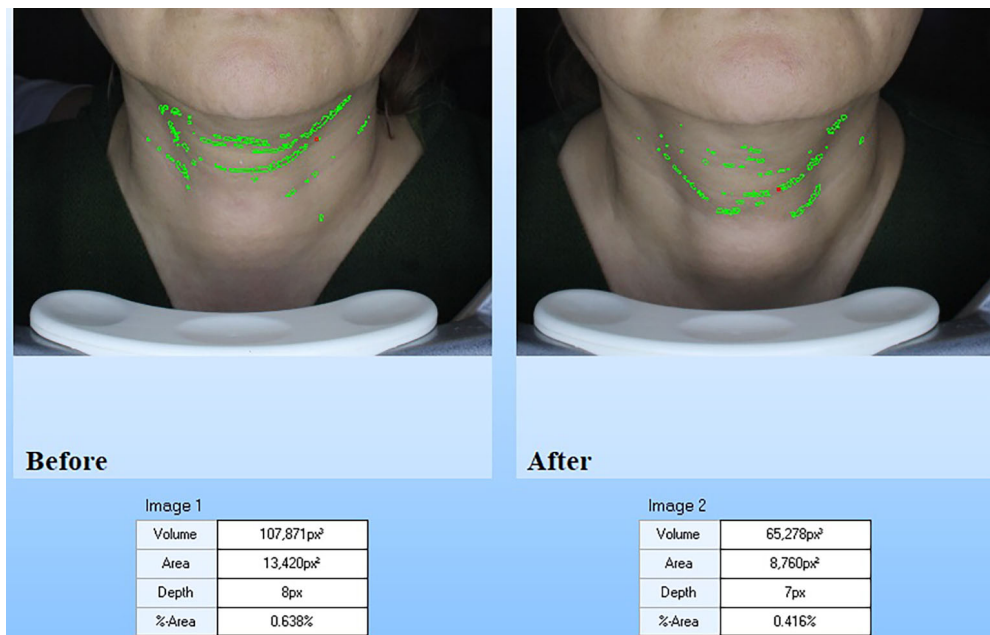 Before
After
Image 1
Volume 107,871px³
Area 13,420px²
Depth 8px
%-Area 0.638%
Image 2
Volume 65,278px³
Area 8,760px²
Depth 7px
%-Area 0.416%